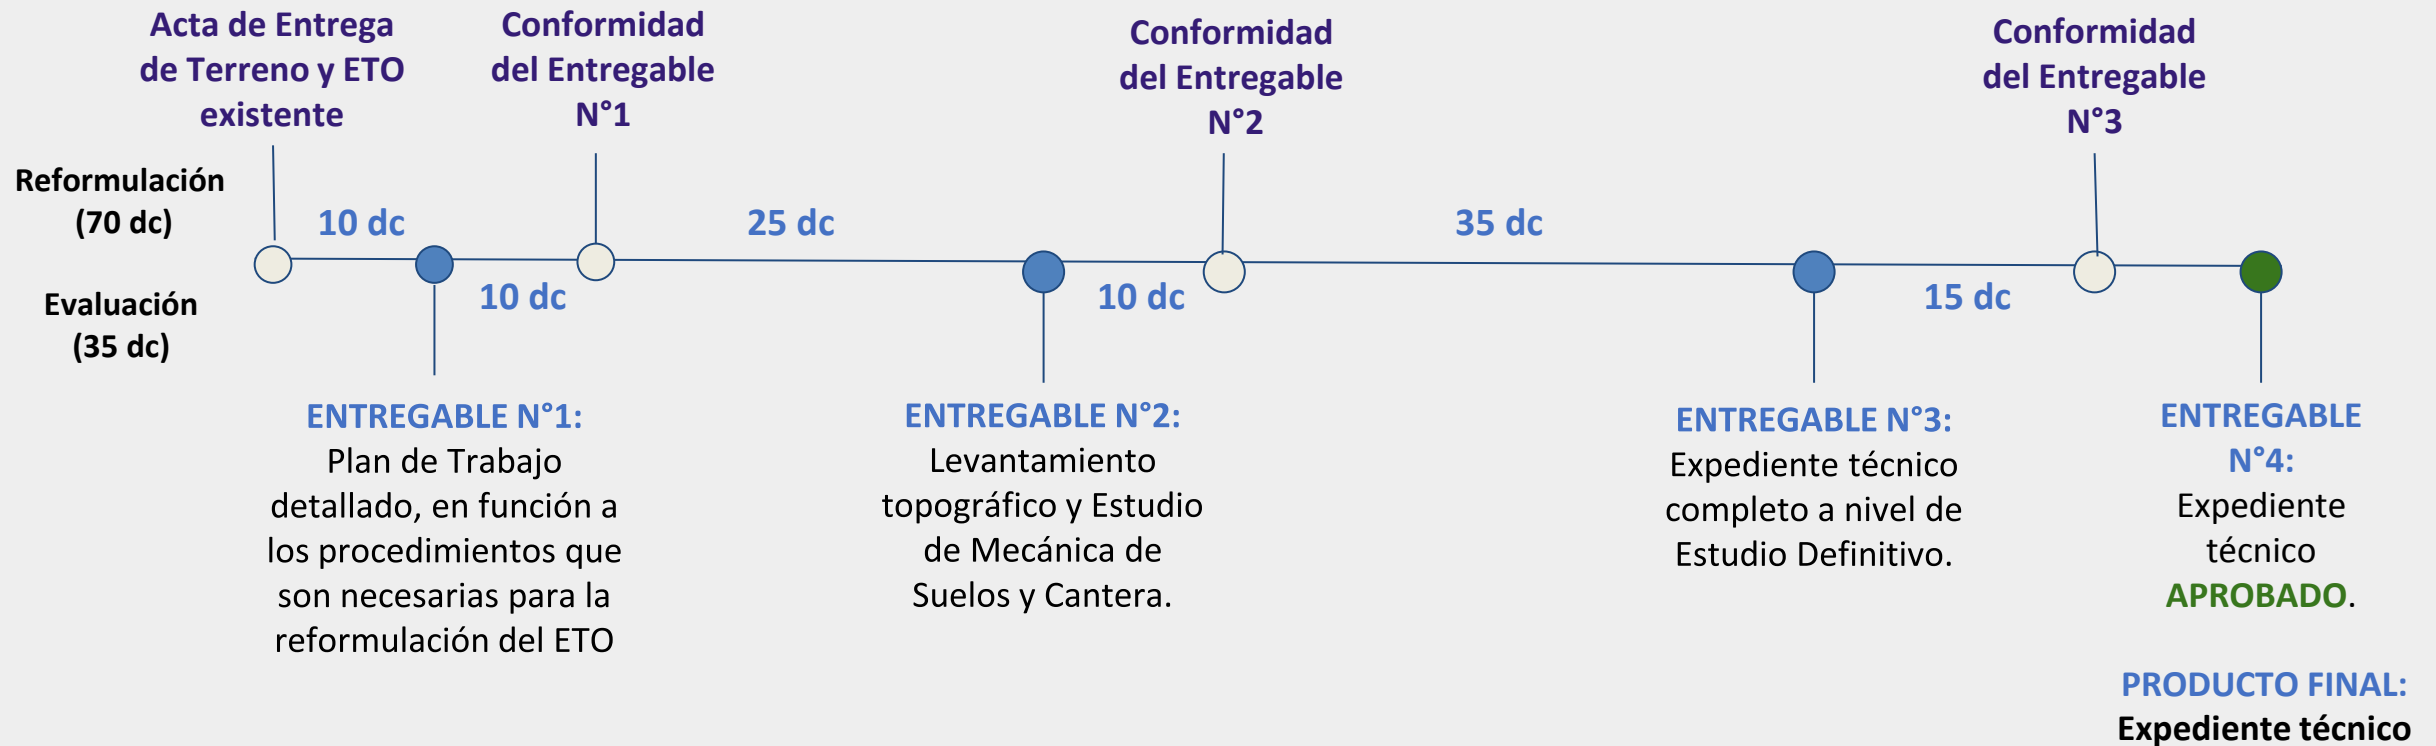 Acta de Entrega
de Terreno y ETO
existente
Conformidad
del Entregable
N°1
Conformidad
del Entregable
N°2
Conformidad
del Entregable
N°3
Reformulación
(70 dc)
10 dc
25 dc
35 dc
Evaluación
(35 dc)
10 dc
10 dc
15 dc
ENTREGABLE N°1:
Plan de Trabajo
detallado, en función a
los procedimientos que
son necesarias para la
reformulación del ETO
ENTREGABLE N°2:
Levantamiento
topográfico y Estudio
de Mecánica de
Suelos y Cantera.
ENTREGABLE N°3:
Expediente técnico
completo a nivel de
Estudio Definitivo.
ENTREGABLE
N°4:
Expediente
técnico
APROBADO.
PRODUCTO FINAL:
Expediente técnico